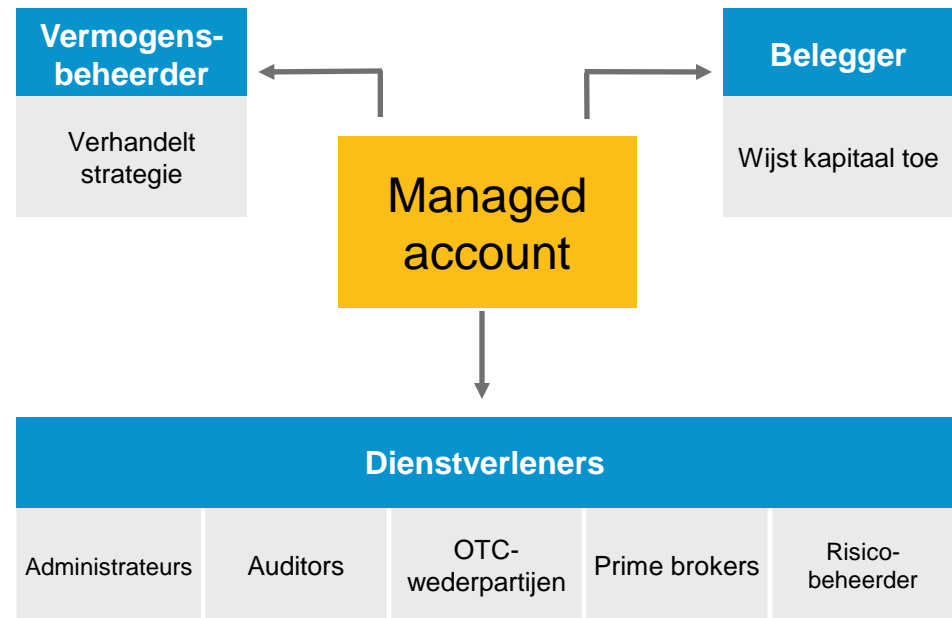 Vermogens-
beheerder
Verhandelt
strategie
Belegger
Wijst kapitaal toe
Managed
account
Dienstverleners
Administrateurs
Auditors
OTC-
wederpartijen
Prime brokers
Risico-
beheerder